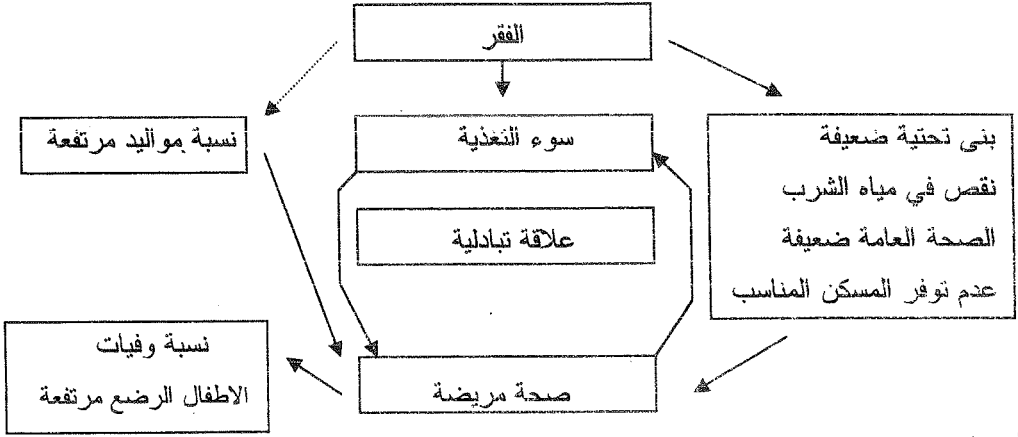 الفقر
نسبة مواليد مرتفعة
سوء التغذية
بنى تحتية ضعيفة
نقص في مياه الشرب
الصحة العامة ضعيفة
عدم توفر المسكن المناسب
علاقة تبادلية
نسبة وفيات
الاطفال الرضع مرتفعة
صحة مريضة